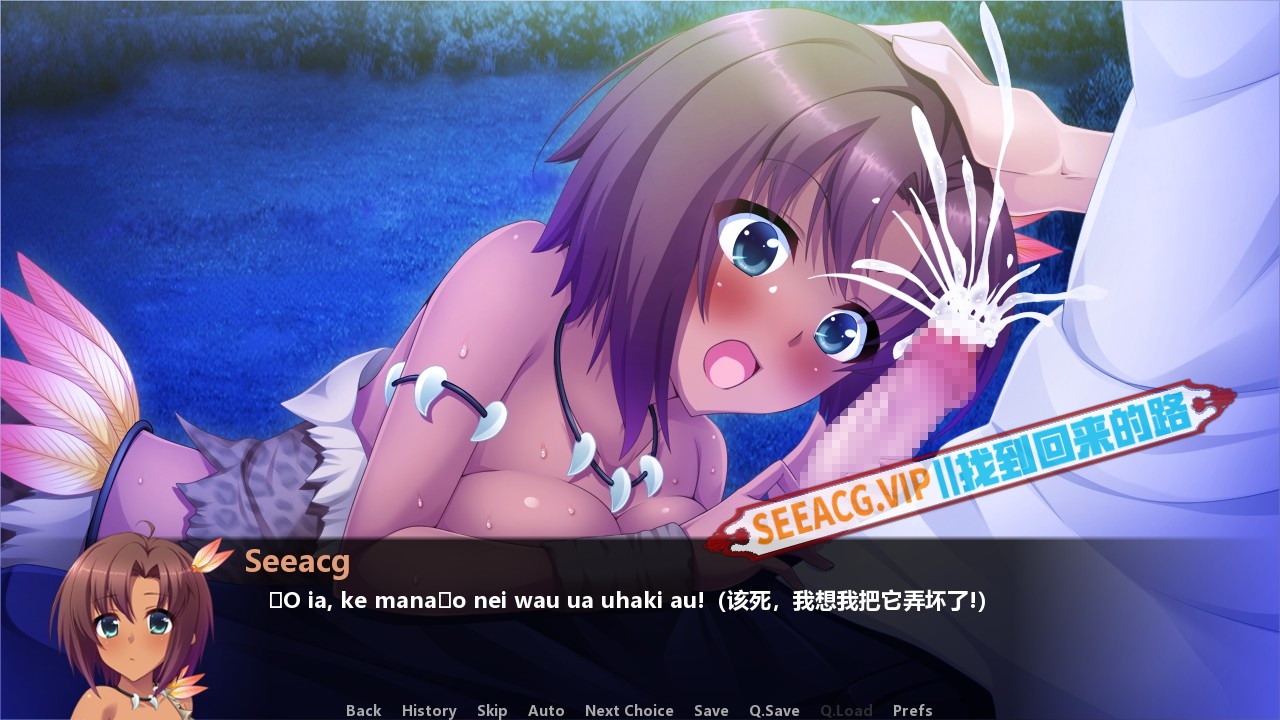 SEEACG.VIP||找到回来的路
Seeacg
▯O ia, ke mana▯o nei wau ua uhaki au! (该死，我想我把它弄坏了!)
Back History Skip Auto Next Choice Save Q.Save Q.Load Prefs